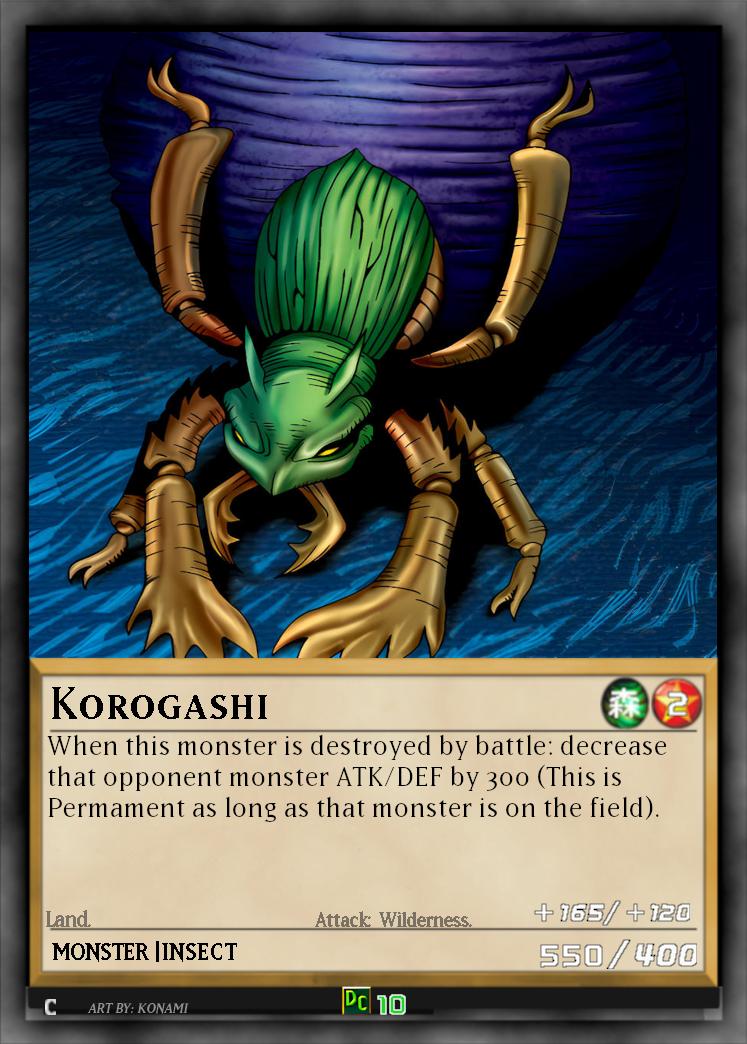 Korogashi
森 2
When this monster is destroyed by battle: decrease
that opponent monster ATK/DEF by 300 (This is
Permament as long as that monster is on the field).
Land. Attack: Wilderness. +165/+120
MONSTER |INSECT 550/400
C ART BY: KONAMI DC 10